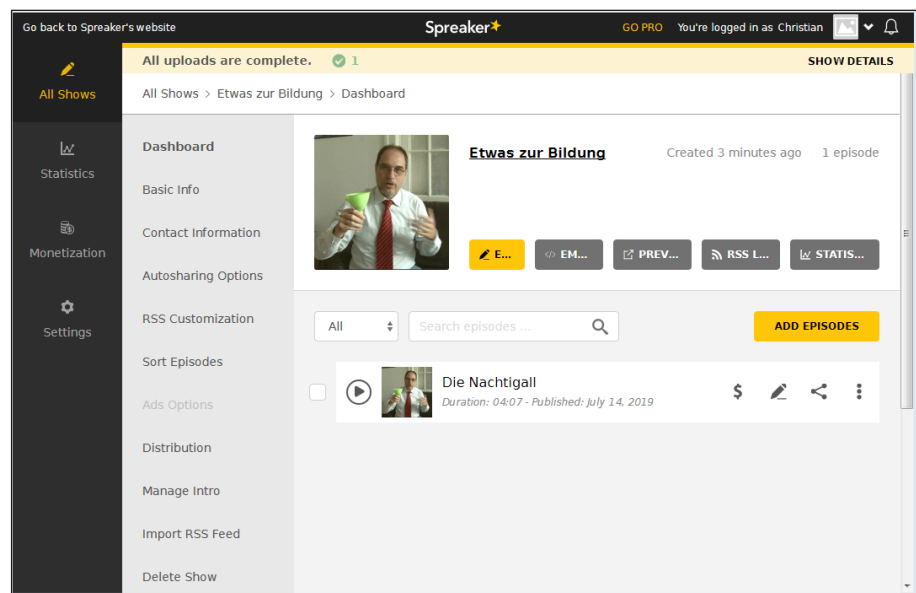 Go back to Spreaker's website
Spreaker
GO PRO
You're logged in as Christian
All uploads are complete.
1
SHOW DETAILS
All Shows
Statistics
Monetization
Settings
All Shows > Etwas zur Bildung > Dashboard
Dashboard
Basic Info
Contact Information
Autosharing Options
RSS Customization
Sort Episodes
Ads Options
Distribution
Manage Intro
Import RSS Feed
Delete Show
Etwas zur Bildung
Created 3 minutes ago
1 episode
E...
</> EM...
PREV...
RSS L...
STATIS...
All
Search episodes ...
ADD EPISODES
Die Nachtigall
Duration: 04:07 - Published: July 14, 2019
$